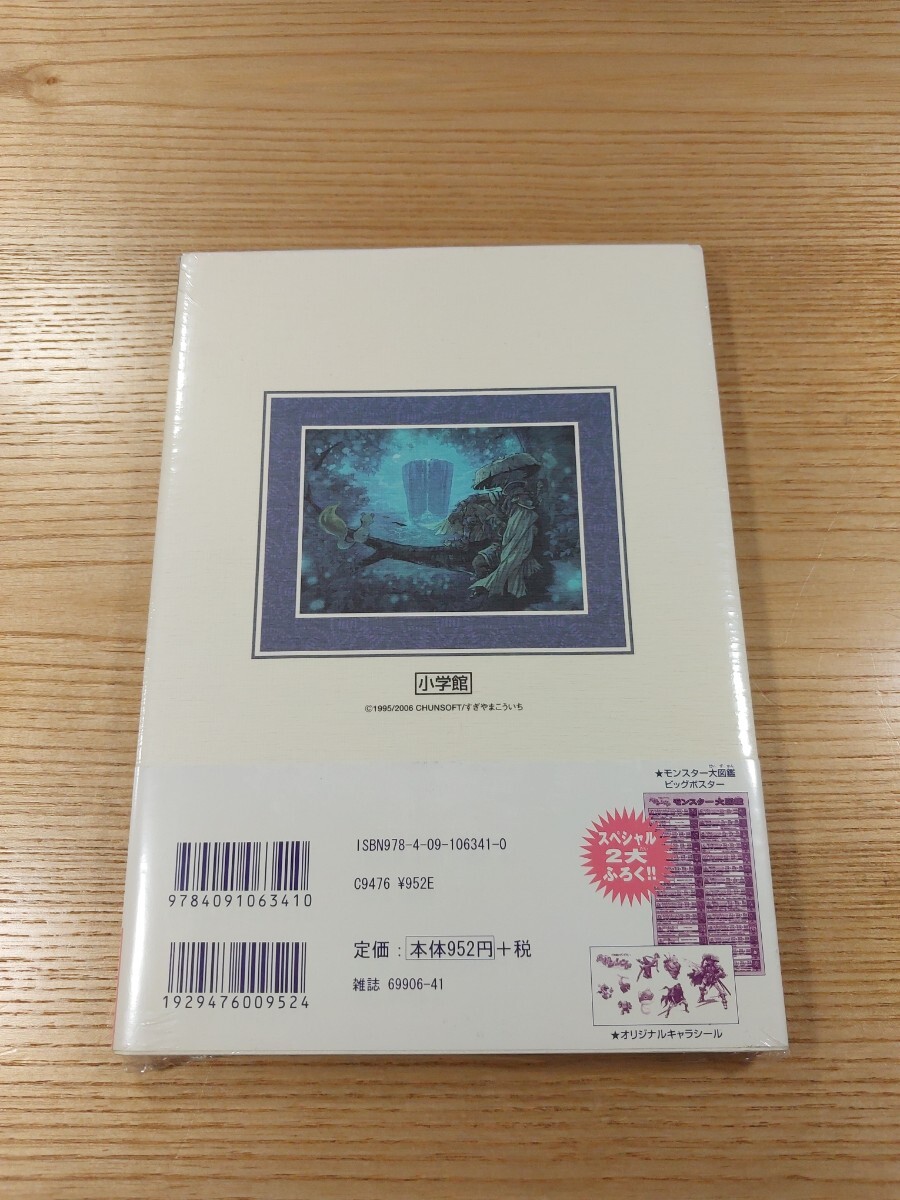 小学館
©1995/2006 CHUNSOFT/すぎやまこういち
★モンスター大図鑑
ビッグポスター
モンスター大図鑑
スペシャル
2大
ふろく!!
ISBN978-4-09-106341-0
C9476 ¥952E
9784091063410
定価：本体952円+税
雑誌 69906-41
1929476009524
★オリジナルキャラシール